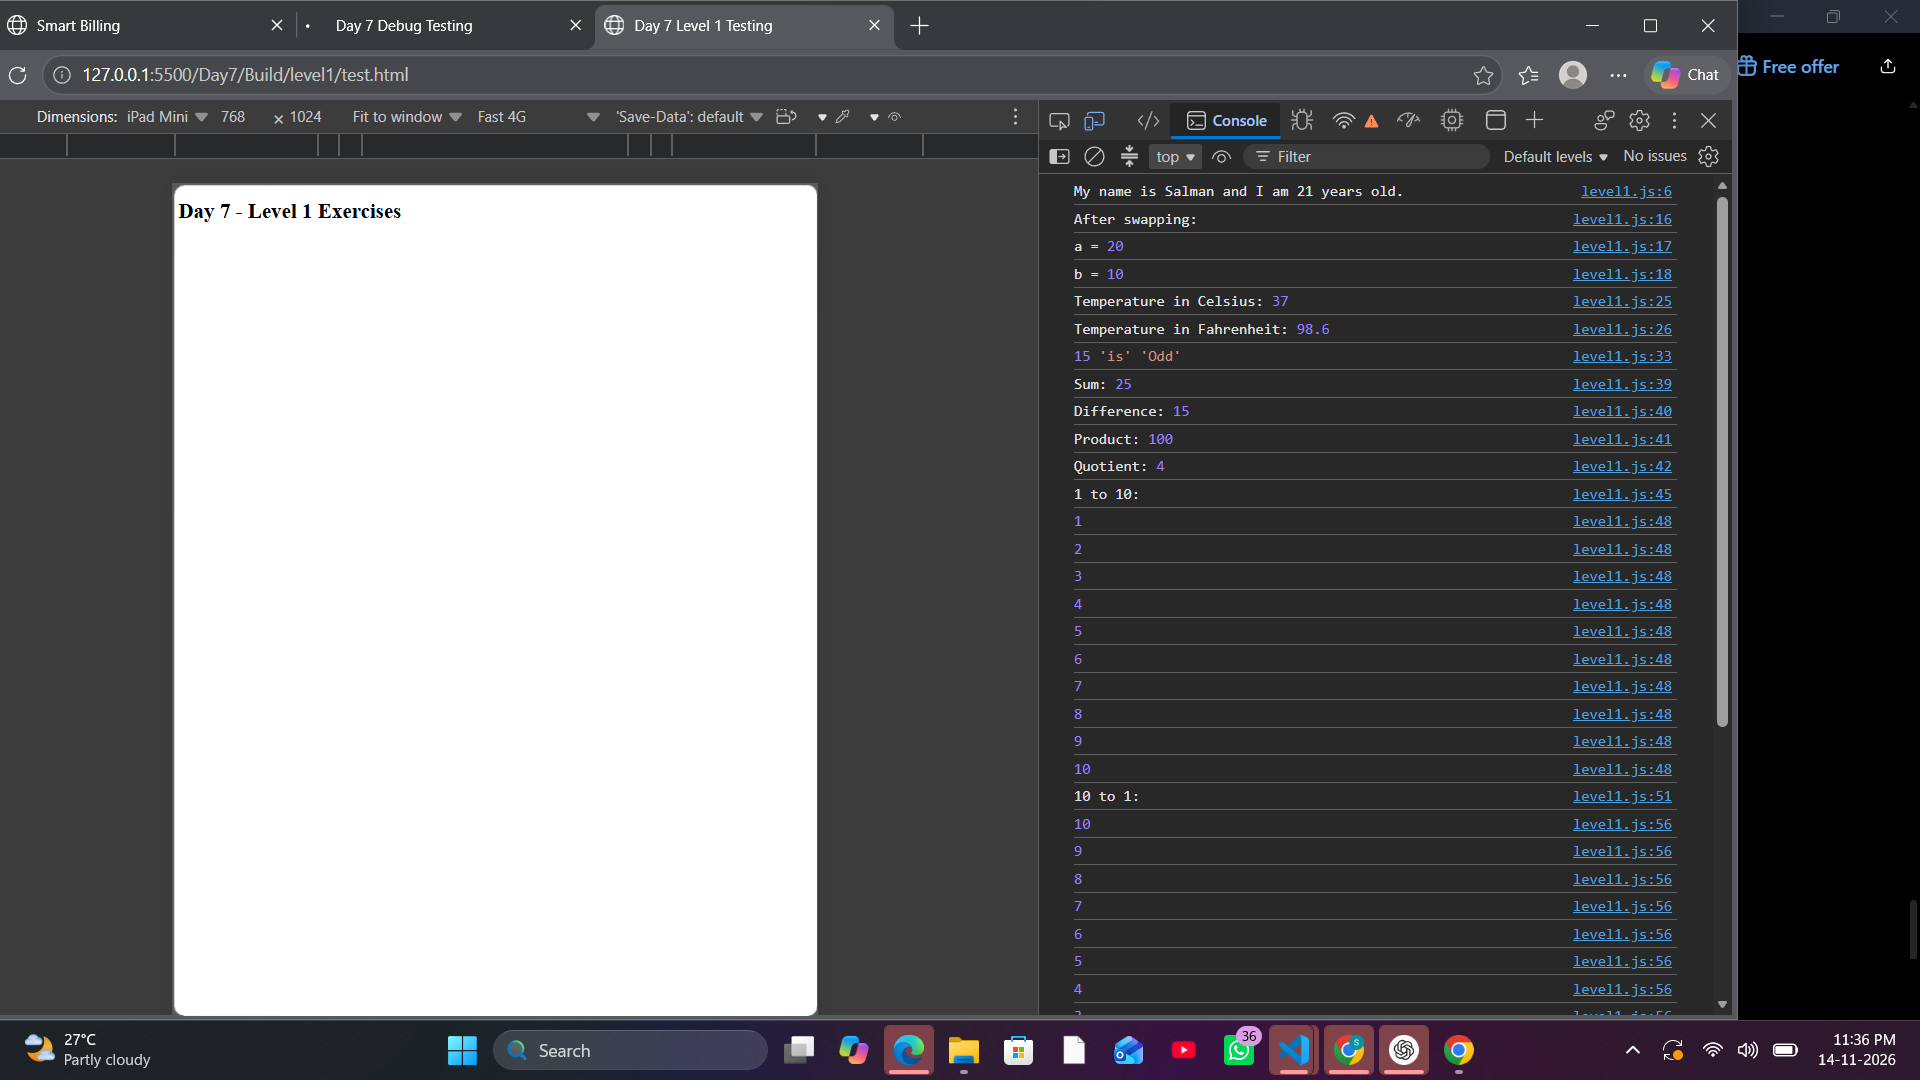 Smart Billing
Day 7 Debug Testing
Day 7 Level 1 Testing
127.0.0.1:5500/Day7/Build/level1/test.html
Chat
Free offer
Dimensions: iPad Mini 768 × 1024 Fit to window Fast 4G 'Save-Data': default
Console
top Filter Default levels No issues
Day 7 - Level 1 Exercises
My name is Salman and I am 21 years old. level1.js:6
After swapping: level1.js:16
a = 20 level1.js:17
b = 10 level1.js:18
Temperature in Celsius: 37 level1.js:25
Temperature in Fahrenheit: 98.6 level1.js:26
15 'is' 'Odd' level1.js:33
Sum: 25 level1.js:39
Difference: 15 level1.js:40
Product: 100 level1.js:41
Quotient: 4 level1.js:42
1 to 10: level1.js:45
1 level1.js:48
2 level1.js:48
3 level1.js:48
4 level1.js:48
5 level1.js:48
6 level1.js:48
7 level1.js:48
8 level1.js:48
9 level1.js:48
10 level1.js:48
10 to 1: level1.js:51
10 level1.js:56
9 level1.js:56
8 level1.js:56
7 level1.js:56
6 level1.js:56
5 level1.js:56
4 level1.js:56
27°C
Partly cloudy
Search
36
11:36 PM
14-11-2026